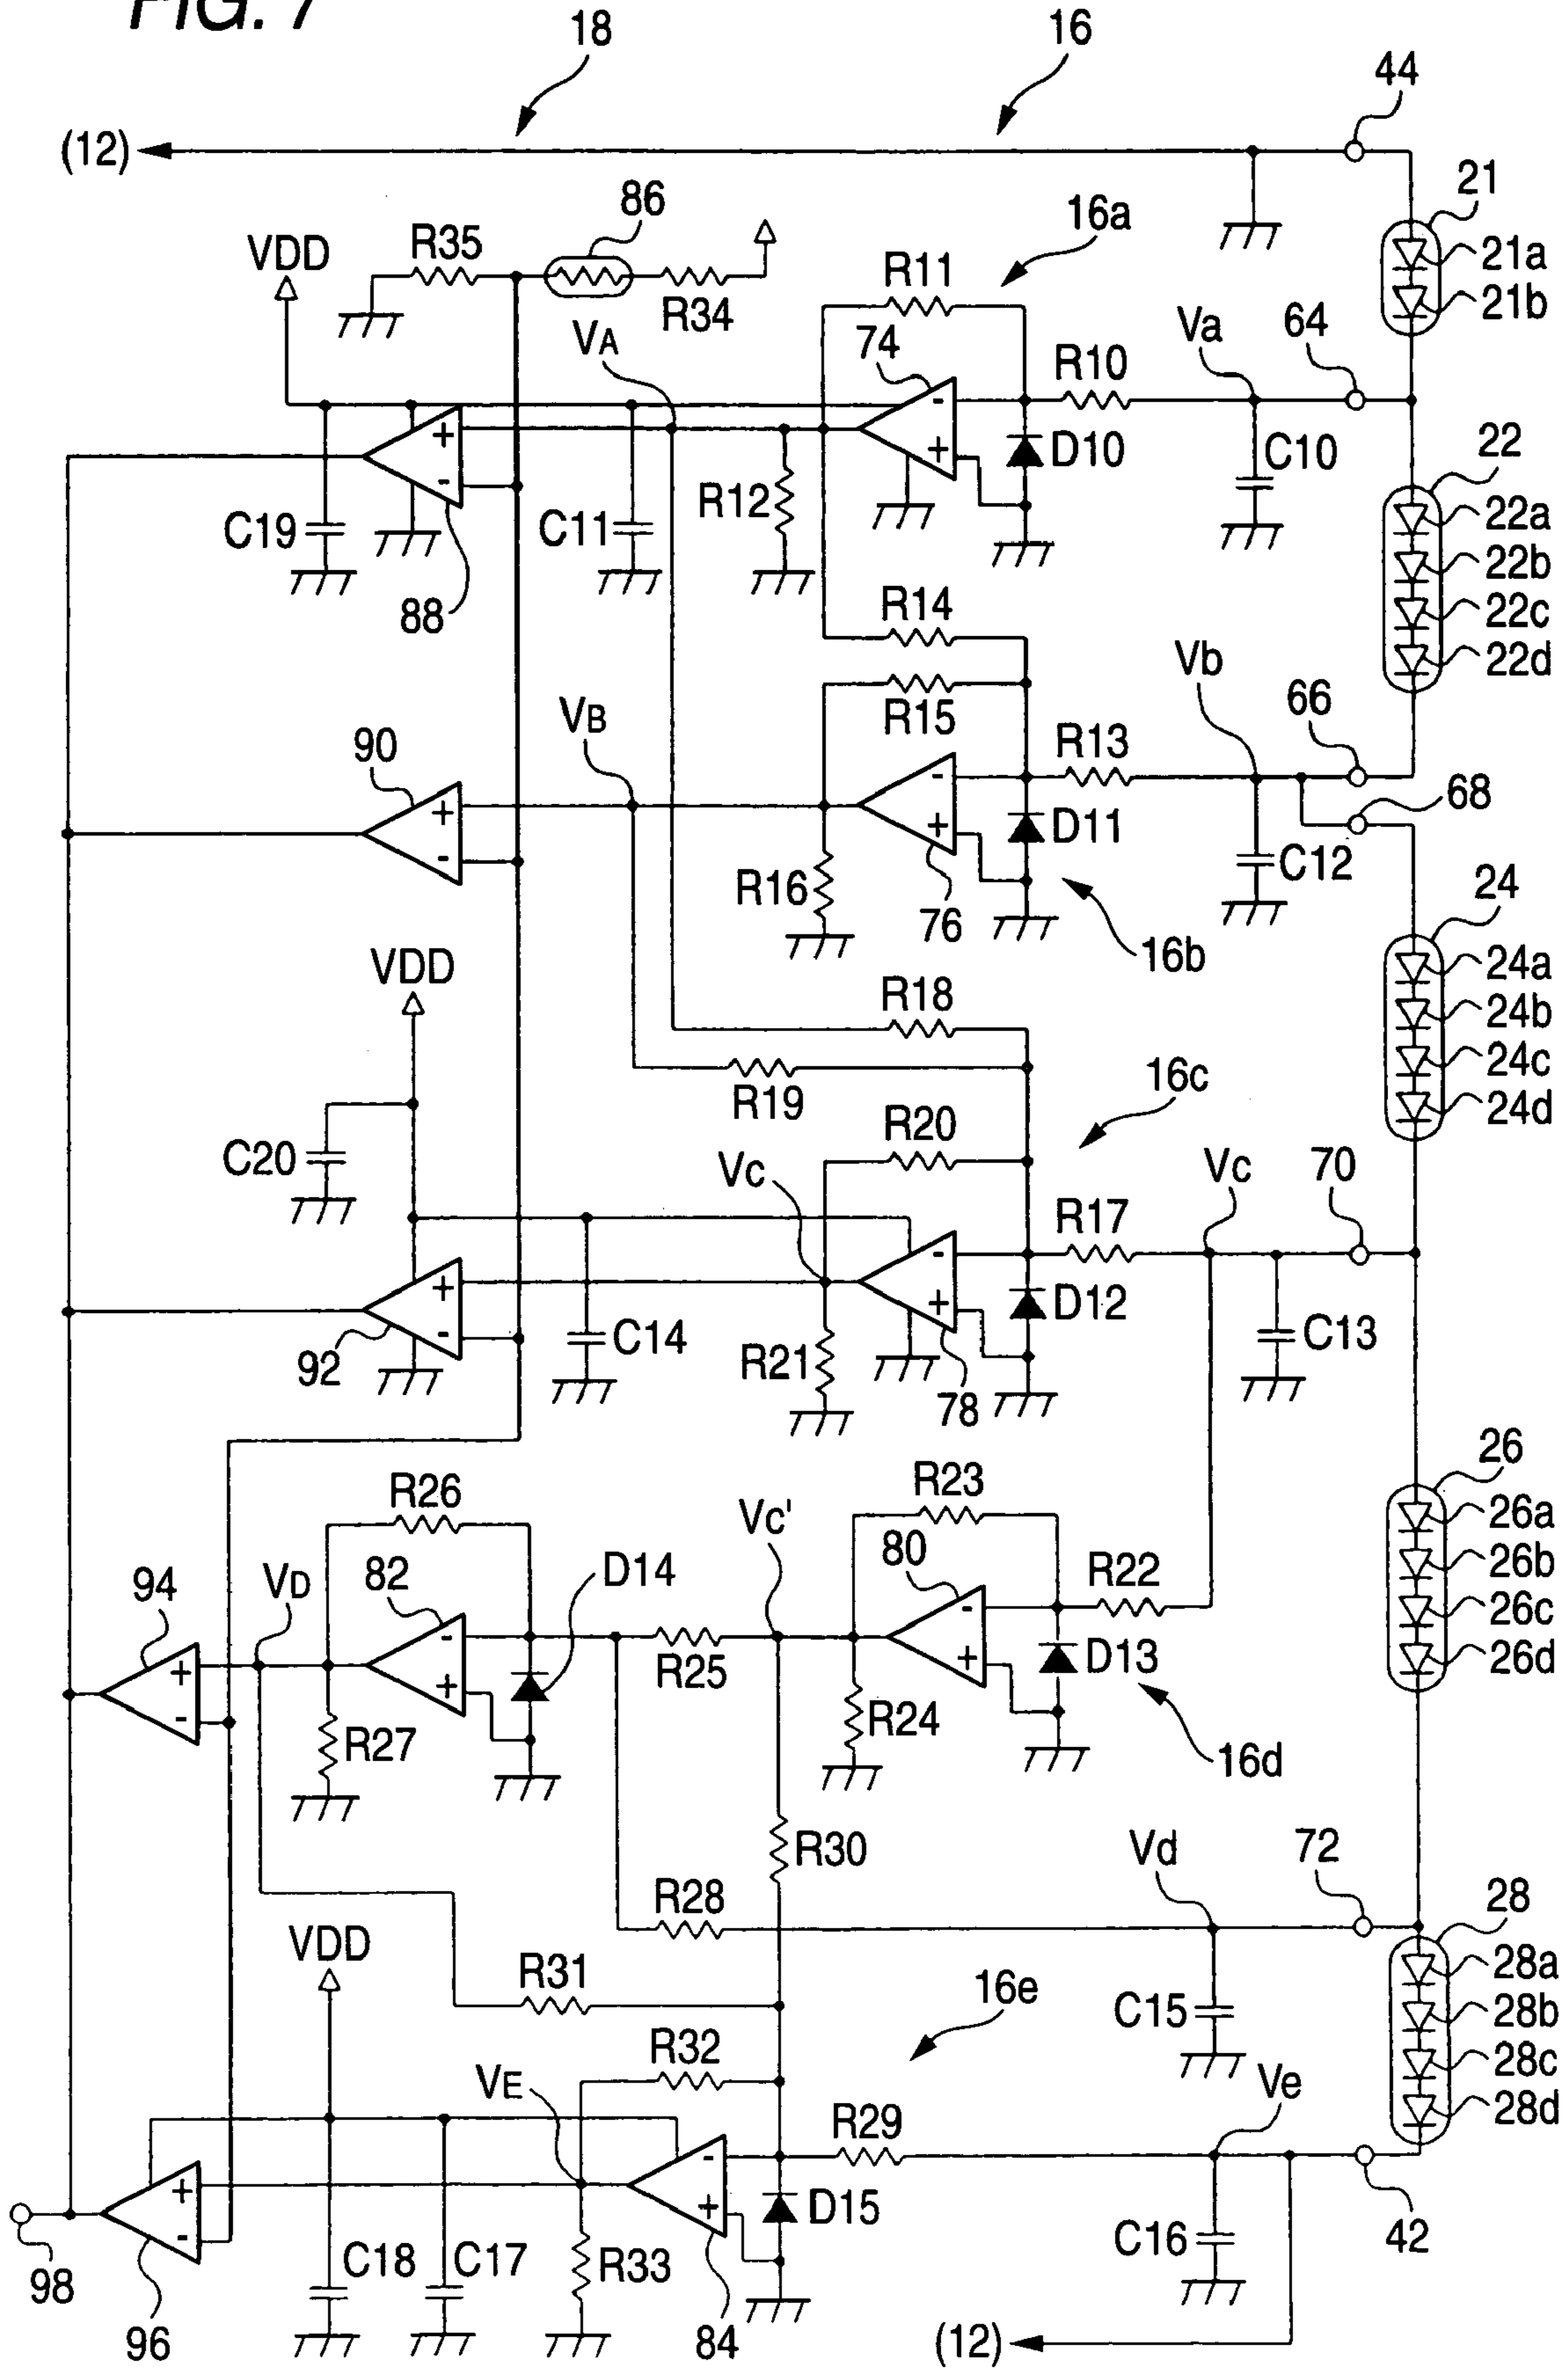 FIG. 7
18
16
44
(12)
21
86
16a
R35
VDD
R11
21a
21b
R34
VA
74
Va
64
R10
22
D10
C10
R12
22a
C19
C11
22b
88
R14
22c
Vb
22d
R15
66
VB
R13
90
68
D11
C12
24
R16
76
VDD
16b
24a
R18
24b
16c
24c
R19
24d
R20
C20
Vc
Vc
70
R17
D12
C14
C13
R21
92
78
R23
26
R26
Vc'
26a
80
94
VD
82
D14
R22
26b
26c
R25
D13
26d
R24
R27
16d
Vd
72
R30
R28
28
VDD
28a
R31
16e
C15
28b
R32
28c
VE
Ve
28d
R29
D15
C18
C17
R33
C16
42
98
96
84
(12)